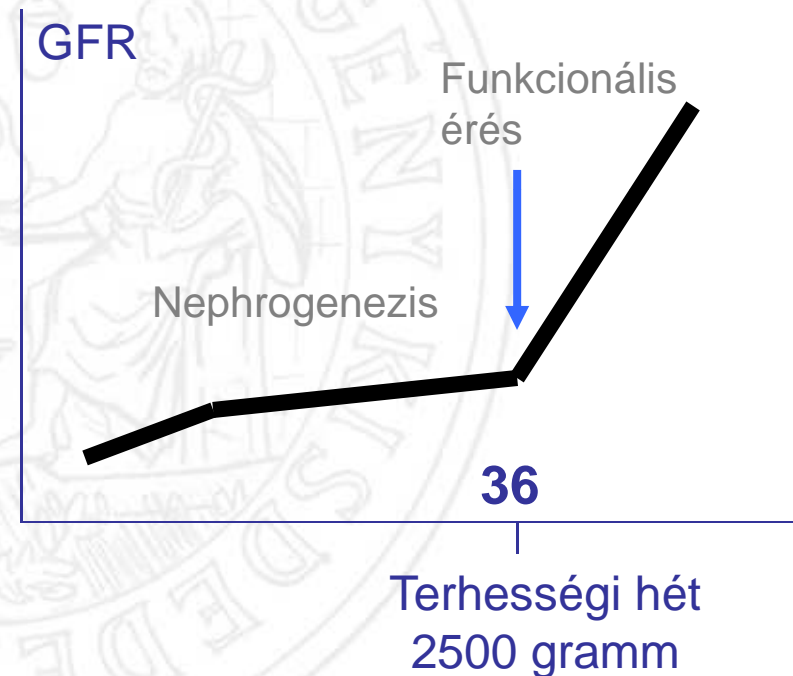 GFR
Funkcionális
érés
Nephrogenezis
36
Terhességi hét
2500 gramm